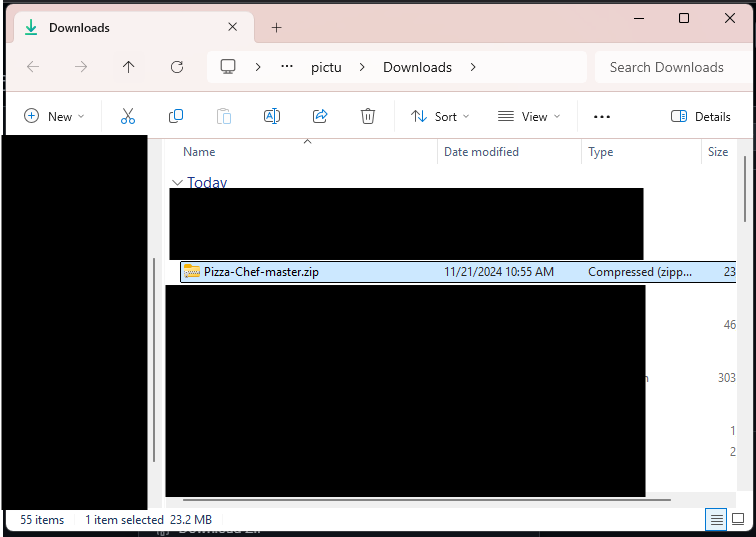 Downloads
pictu Downloads Search Downloads
New Sort View Details
Name Date modified Type Size
Today
Pizza-Chef-master.zip 11/21/2024 10:55 AM Compressed (zipp... 23
46
303
1
2
55 items 1 item selected 23.2 MB